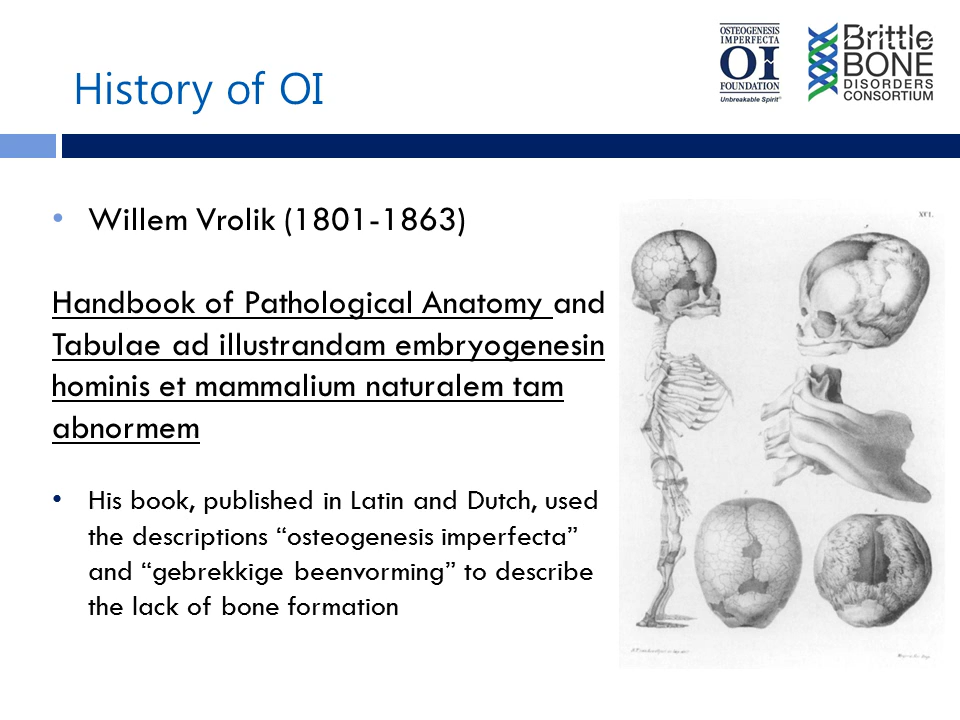 History of OI
OSTEOGENESIS
IMPERFECTA
OI
FOUNDATION
Unbreakable Spirit®
Brittle
BONE
DISORDERS
CONSORTIUM
• Willem Vrolik (1801-1863)
Handbook of Pathological Anatomy and
Tabulae ad illustrandam embryogenesin
hominis et mammalium naturalem tam
abnormem
• His book, published in Latin and Dutch, used
the descriptions “osteogenesis imperfecta”
and “gebrekkige beenvorming” to describe
the lack of bone formation